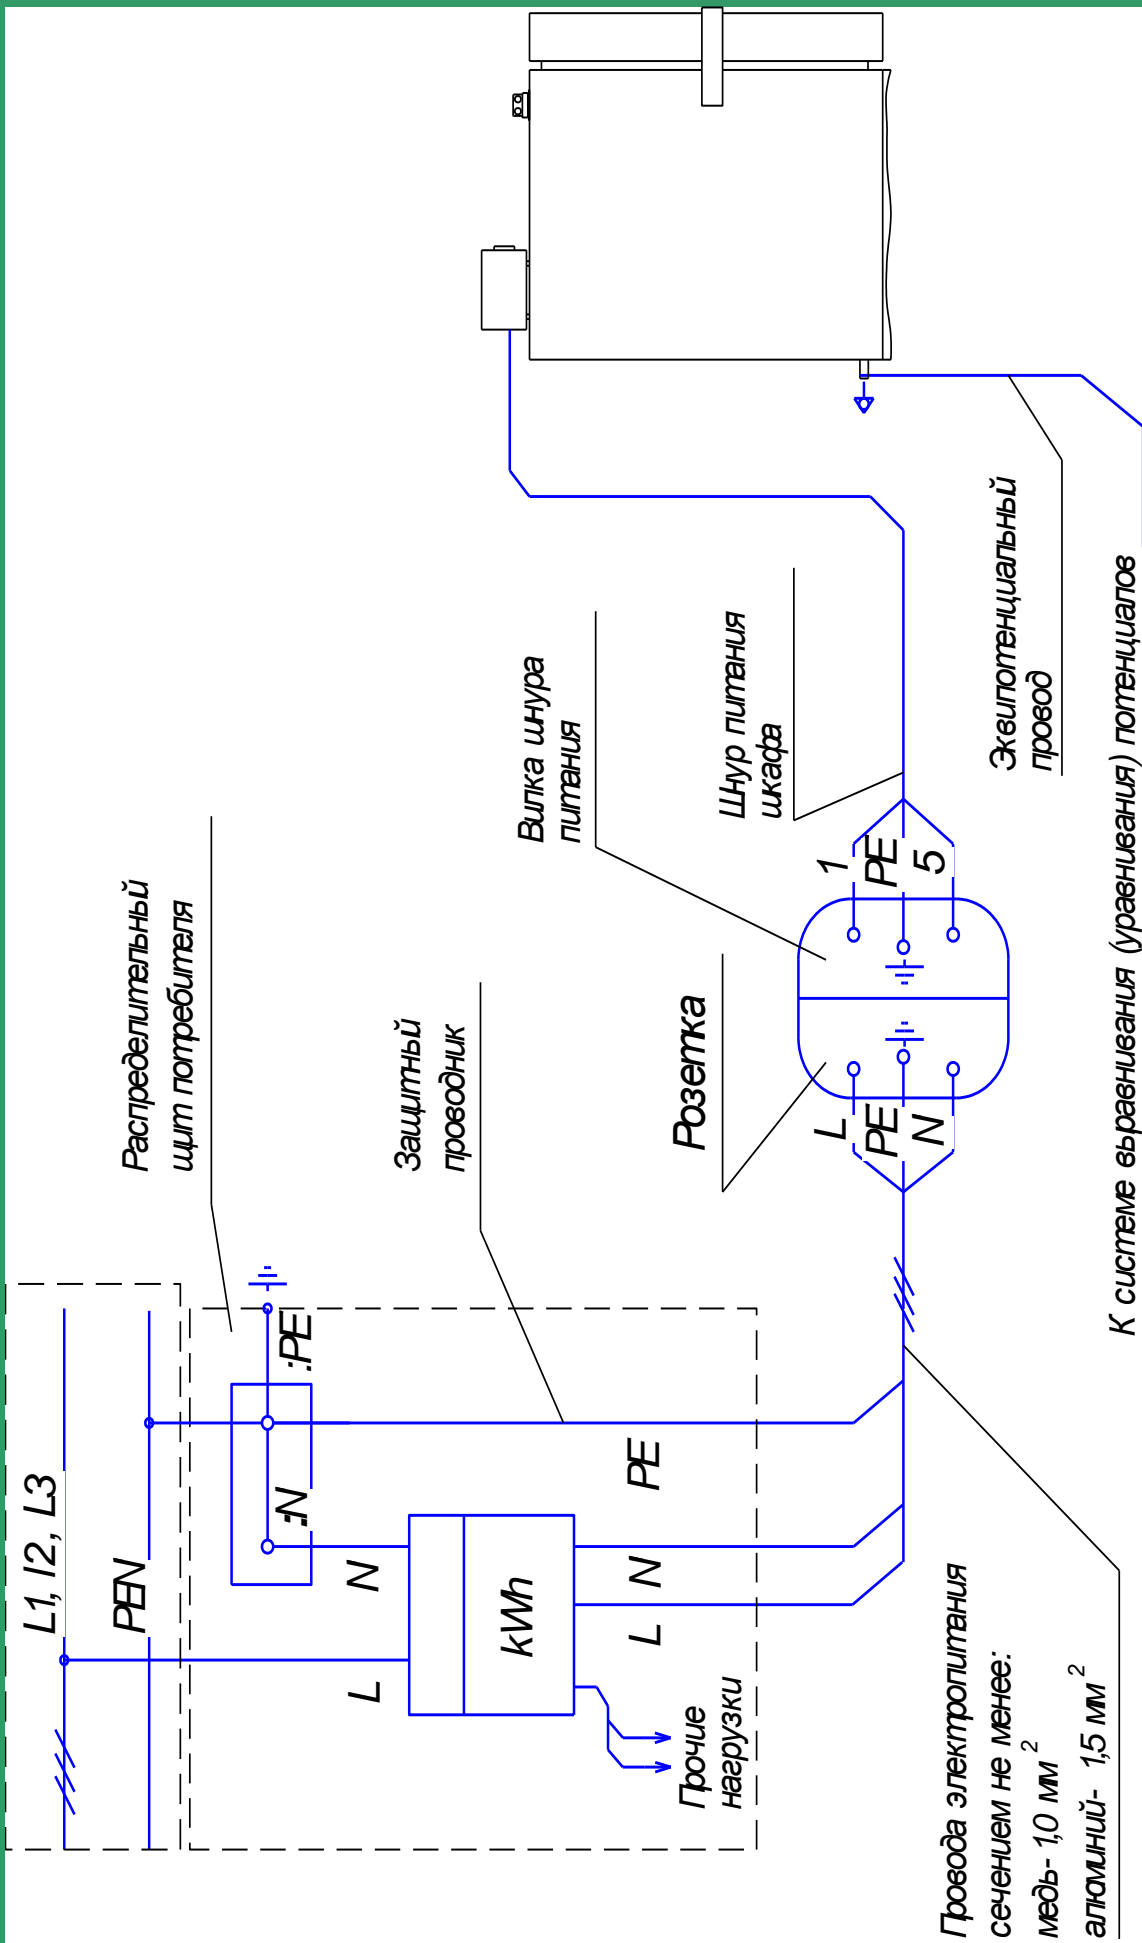 L1, l2, L3
PEN
Распределительный
щит потребителя
:PE
:N
N
L
kWh
PE
N
L
Прочие
нагрузки
Защитный
проводник
Вилка шнура
питания
Розетка
Шнур питания
шкафа
L
PE
N
1
PE
5
Эквипотенциальный
провод
Провода электропитания
сечением не менее:
медь- 1,0 мм²
алюминий- 1,5 мм²
К системе выравнивания (уравнивания) потенциалов